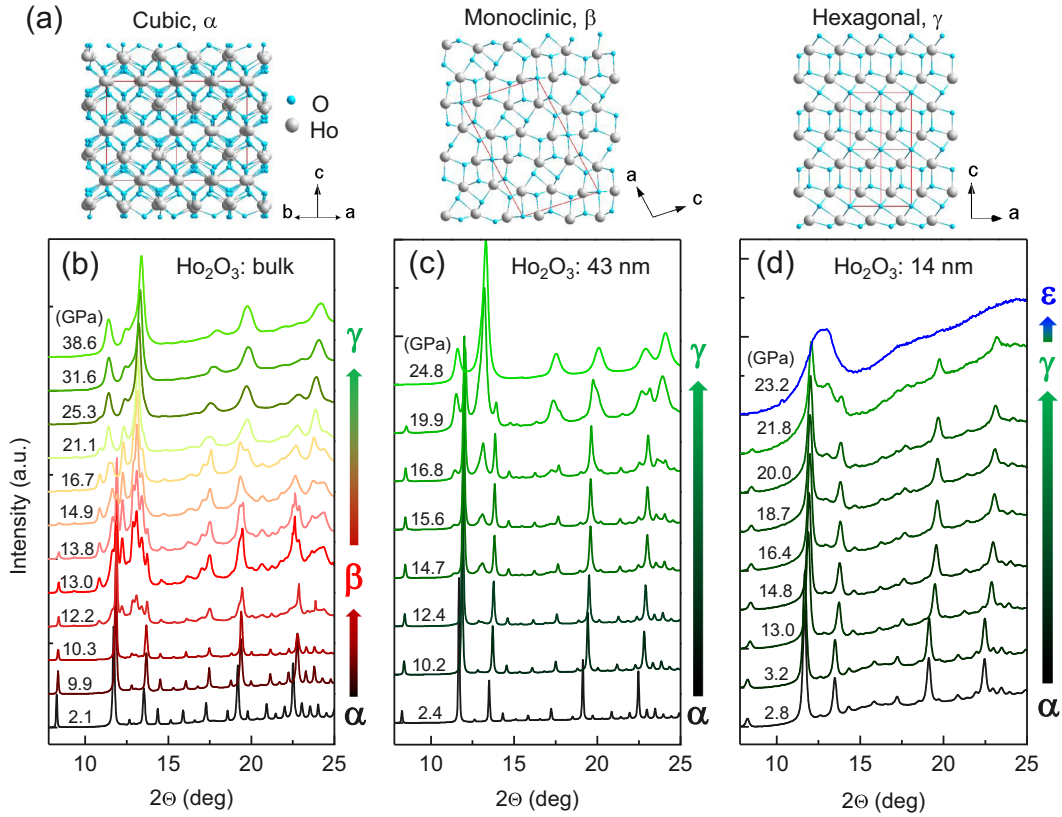 (a)
Cubic, α
Monoclinic, β
Hexagonal, γ
O
Ho
c
b
a
a
c
c
a
(b)
Ho₂O₃: bulk
(GPa)
38.6
31.6
25.3
21.1
16.7
14.9
13.8
13.0
12.2
10.3
9.9
2.1
γ
β
α
(c)
Ho₂O₃: 43 nm
(GPa)
24.8
19.9
16.8
15.6
14.7
12.4
10.2
2.4
γ
α
(d)
Ho₂O₃: 14 nm
(GPa)
23.2
21.8
20.0
18.7
16.4
14.8
13.0
3.2
2.8
ε
γ
α
Intensity (a.u.)
10 15 20 25
10 15 20 25
10 15 20 25
2Θ (deg)
2Θ (deg)
2Θ (deg)